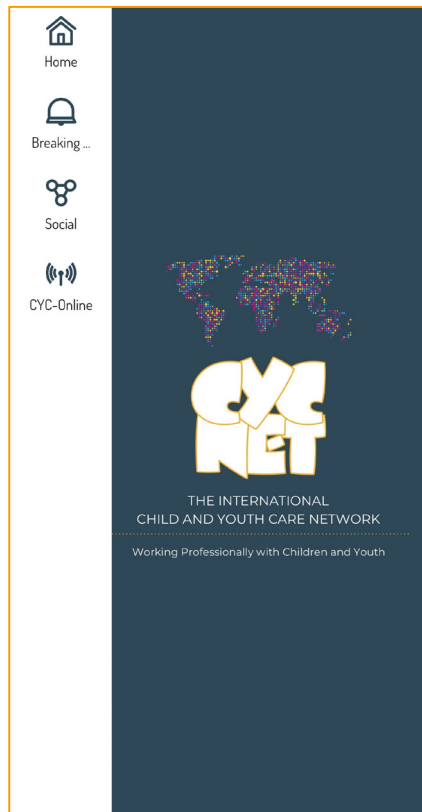 Home
Breaking ...
Social
CYC-Online
CYC
NET
THE INTERNATIONAL
CHILD AND YOUTH CARE NETWORK
Working Professionally with Children and Youth